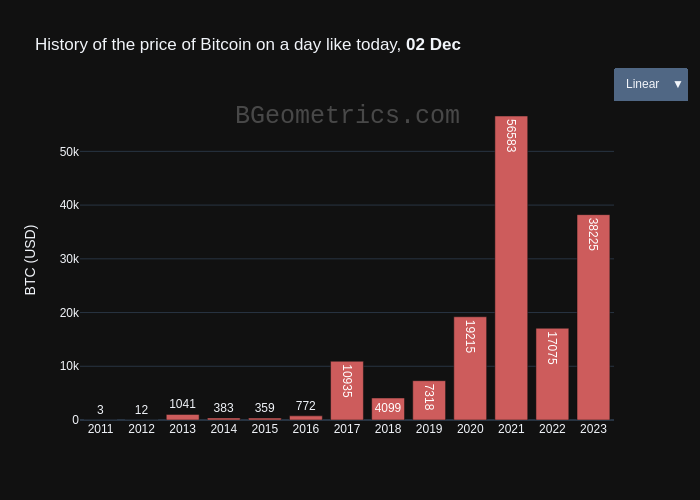 History of the price of Bitcoin on a day like today, 02 Dec
Linear ▼
BGeometrics.com
BTC (USD)
50k
40k
30k
20k
10k
0
3
12
1041
383
359
772
10935
4099
7318
19215
56583
17075
38225
2011 2012 2013 2014 2015 2016 2017 2018 2019 2020 2021 2022 2023